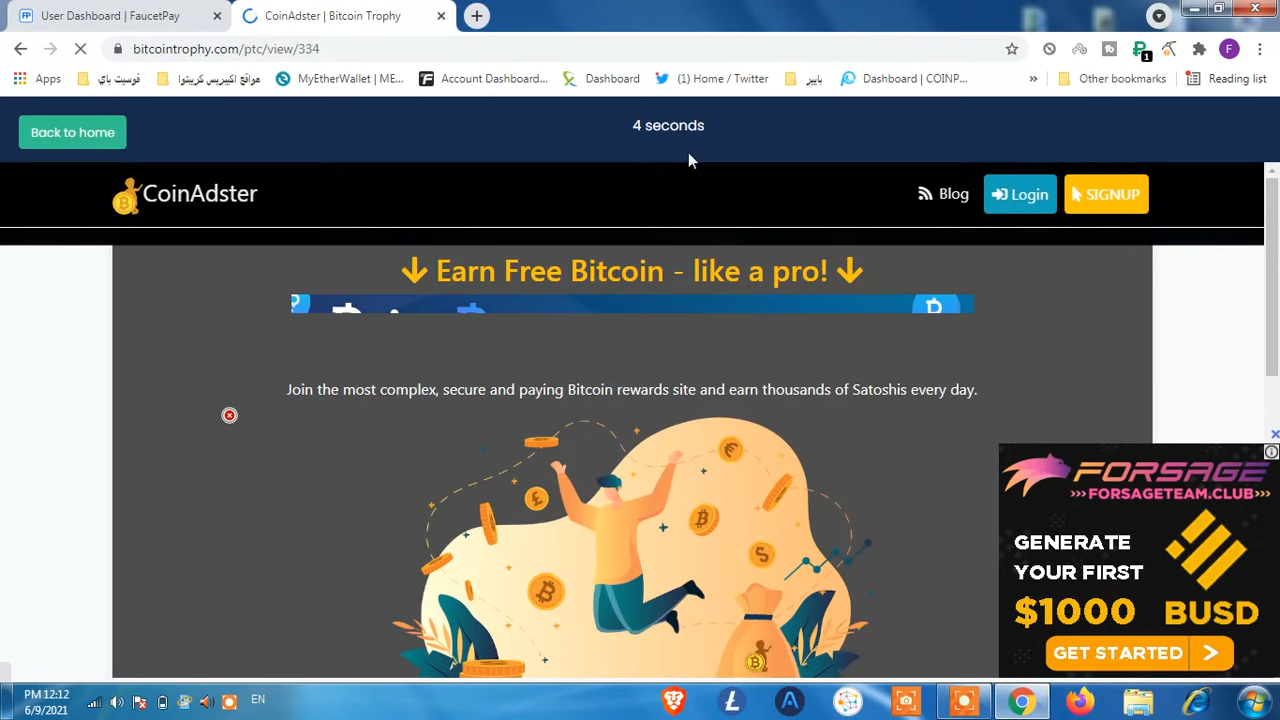 User Dashboard | FaucetPay
CoinAdster | Bitcoin Trophy
bitcointrophy.com/ptc/view/334
1
F
Apps
فوسيت باي
مواقع اكيبريس كريبتوا
MyEtherWallet | ME...
Account Dashboard...
Dashboard
(1) Home / Twitter
بايير
Dashboard | COINP...
»
Other bookmarks
Reading list
Back to home
4 seconds
CoinAdster
Blog
Login
SIGNUP
Earn Free Bitcoin - like a pro!
Join the most complex, secure and paying Bitcoin rewards site and earn thousands of Satoshis every day.
FORSAGE
>>>FORSAGETEAM.CLUB>>>
GENERATE
YOUR FIRST
$1000 BUSD
GET STARTED
PM 12:12
6/9/2021
EN